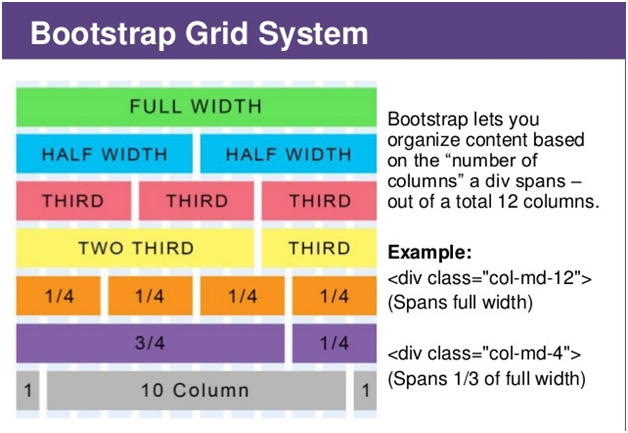 Bootstrap Grid System
FULL WIDTH
HALF WIDTH HALF WIDTH
THIRD THIRD THIRD
TWO THIRD THIRD
1/4 1/4 1/4 1/4
3/4 1/4
1 10 Column 1
Bootstrap lets you
organize content based
on the “number of
columns” a div spans –
out of a total 12 columns.
Example:
<div class="col-md-12">
(Spans full width)
<div class="col-md-4">
(Spans 1/3 of full width)